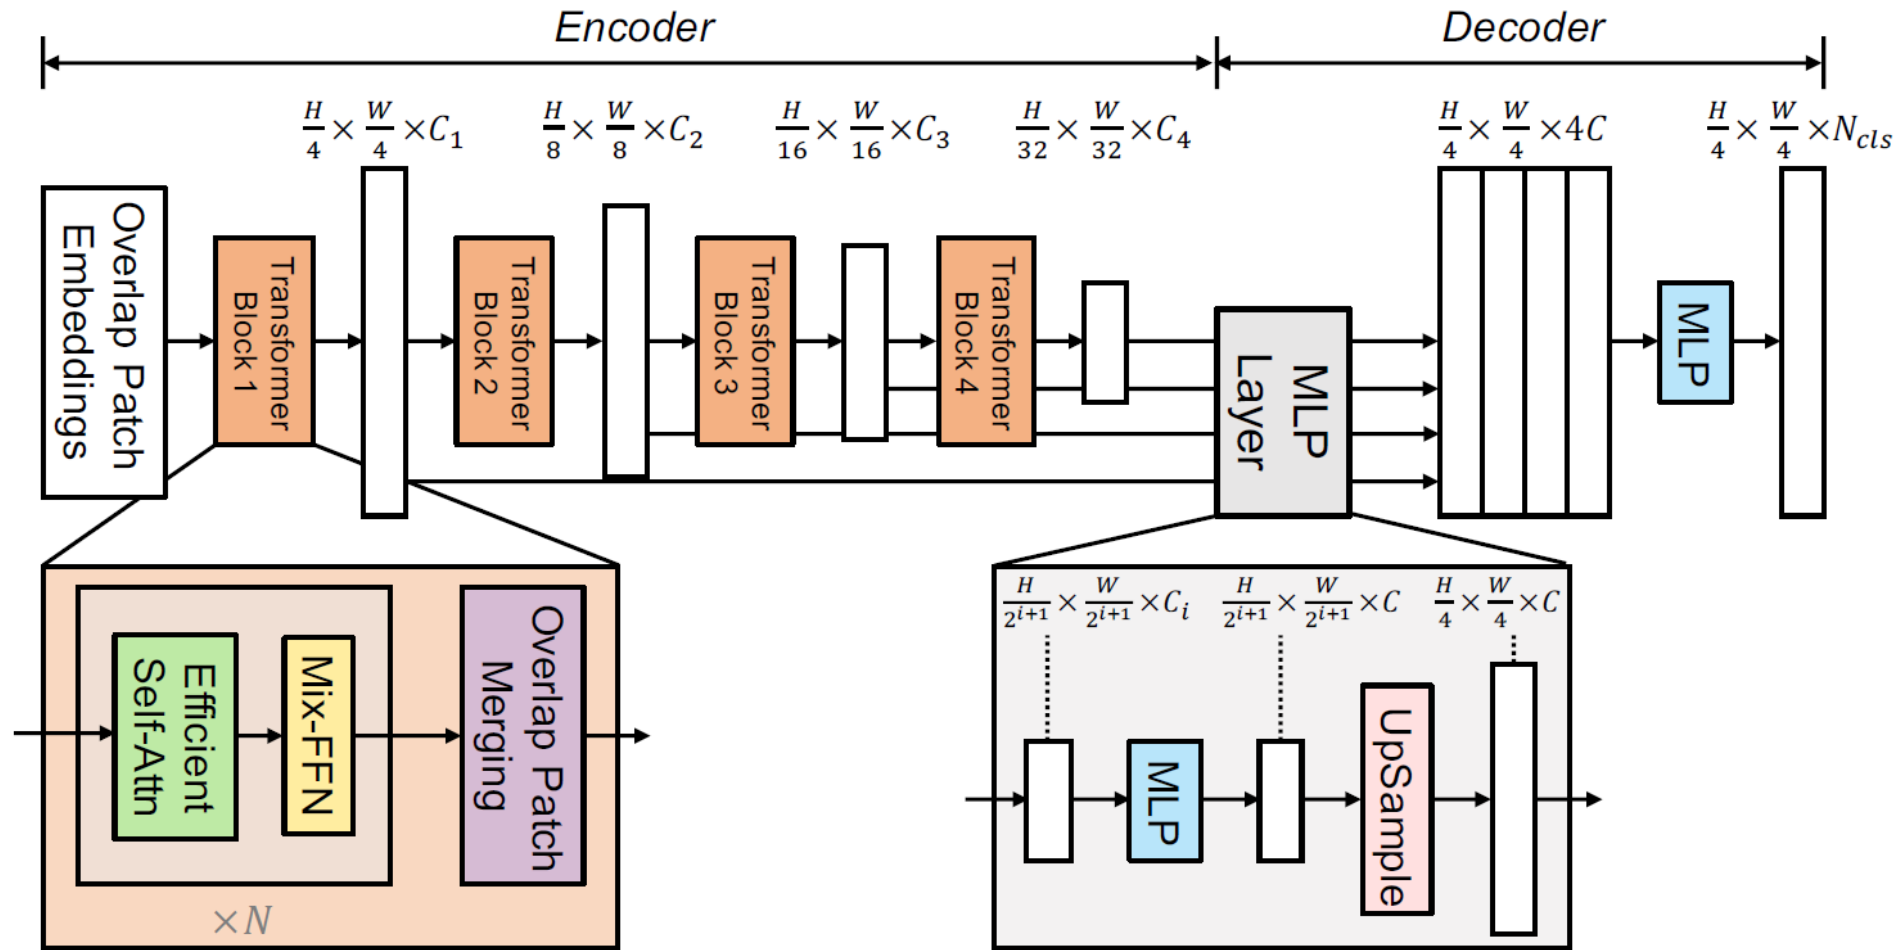 Encoder
Decoder
H/4 × W/4 × C₁
H/8 × W/8 × C₂
H/16 × W/16 × C₃
H/32 × W/32 × C₄
H/4 × W/4 × 4C
H/4 × W/4 × N_cls
Overlap Patch
Embeddings
Transformer
Block 1
Transformer
Block 2
Transformer
Block 3
Transformer
Block 4
MLP
Layer
MLP
Efficient
Self-Attn
Mix-FFN
Overlap Patch
Merging
×N
H/2^{i+1} × W/2^{i+1} × C_i
H/2^{i+1} × W/2^{i+1} × C
H/4 × W/4 × C
MLP
UpSample